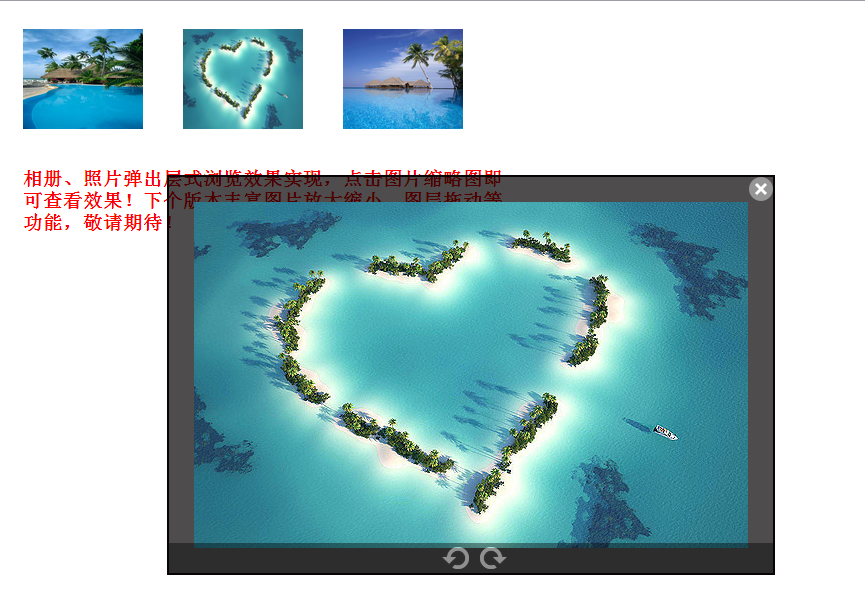 相册、照片弹出层式浏览效果实现，点击图片缩略图即
可查看效果！下个版本丰富图片放大缩小、图层拖动等
功能，敬请期待！